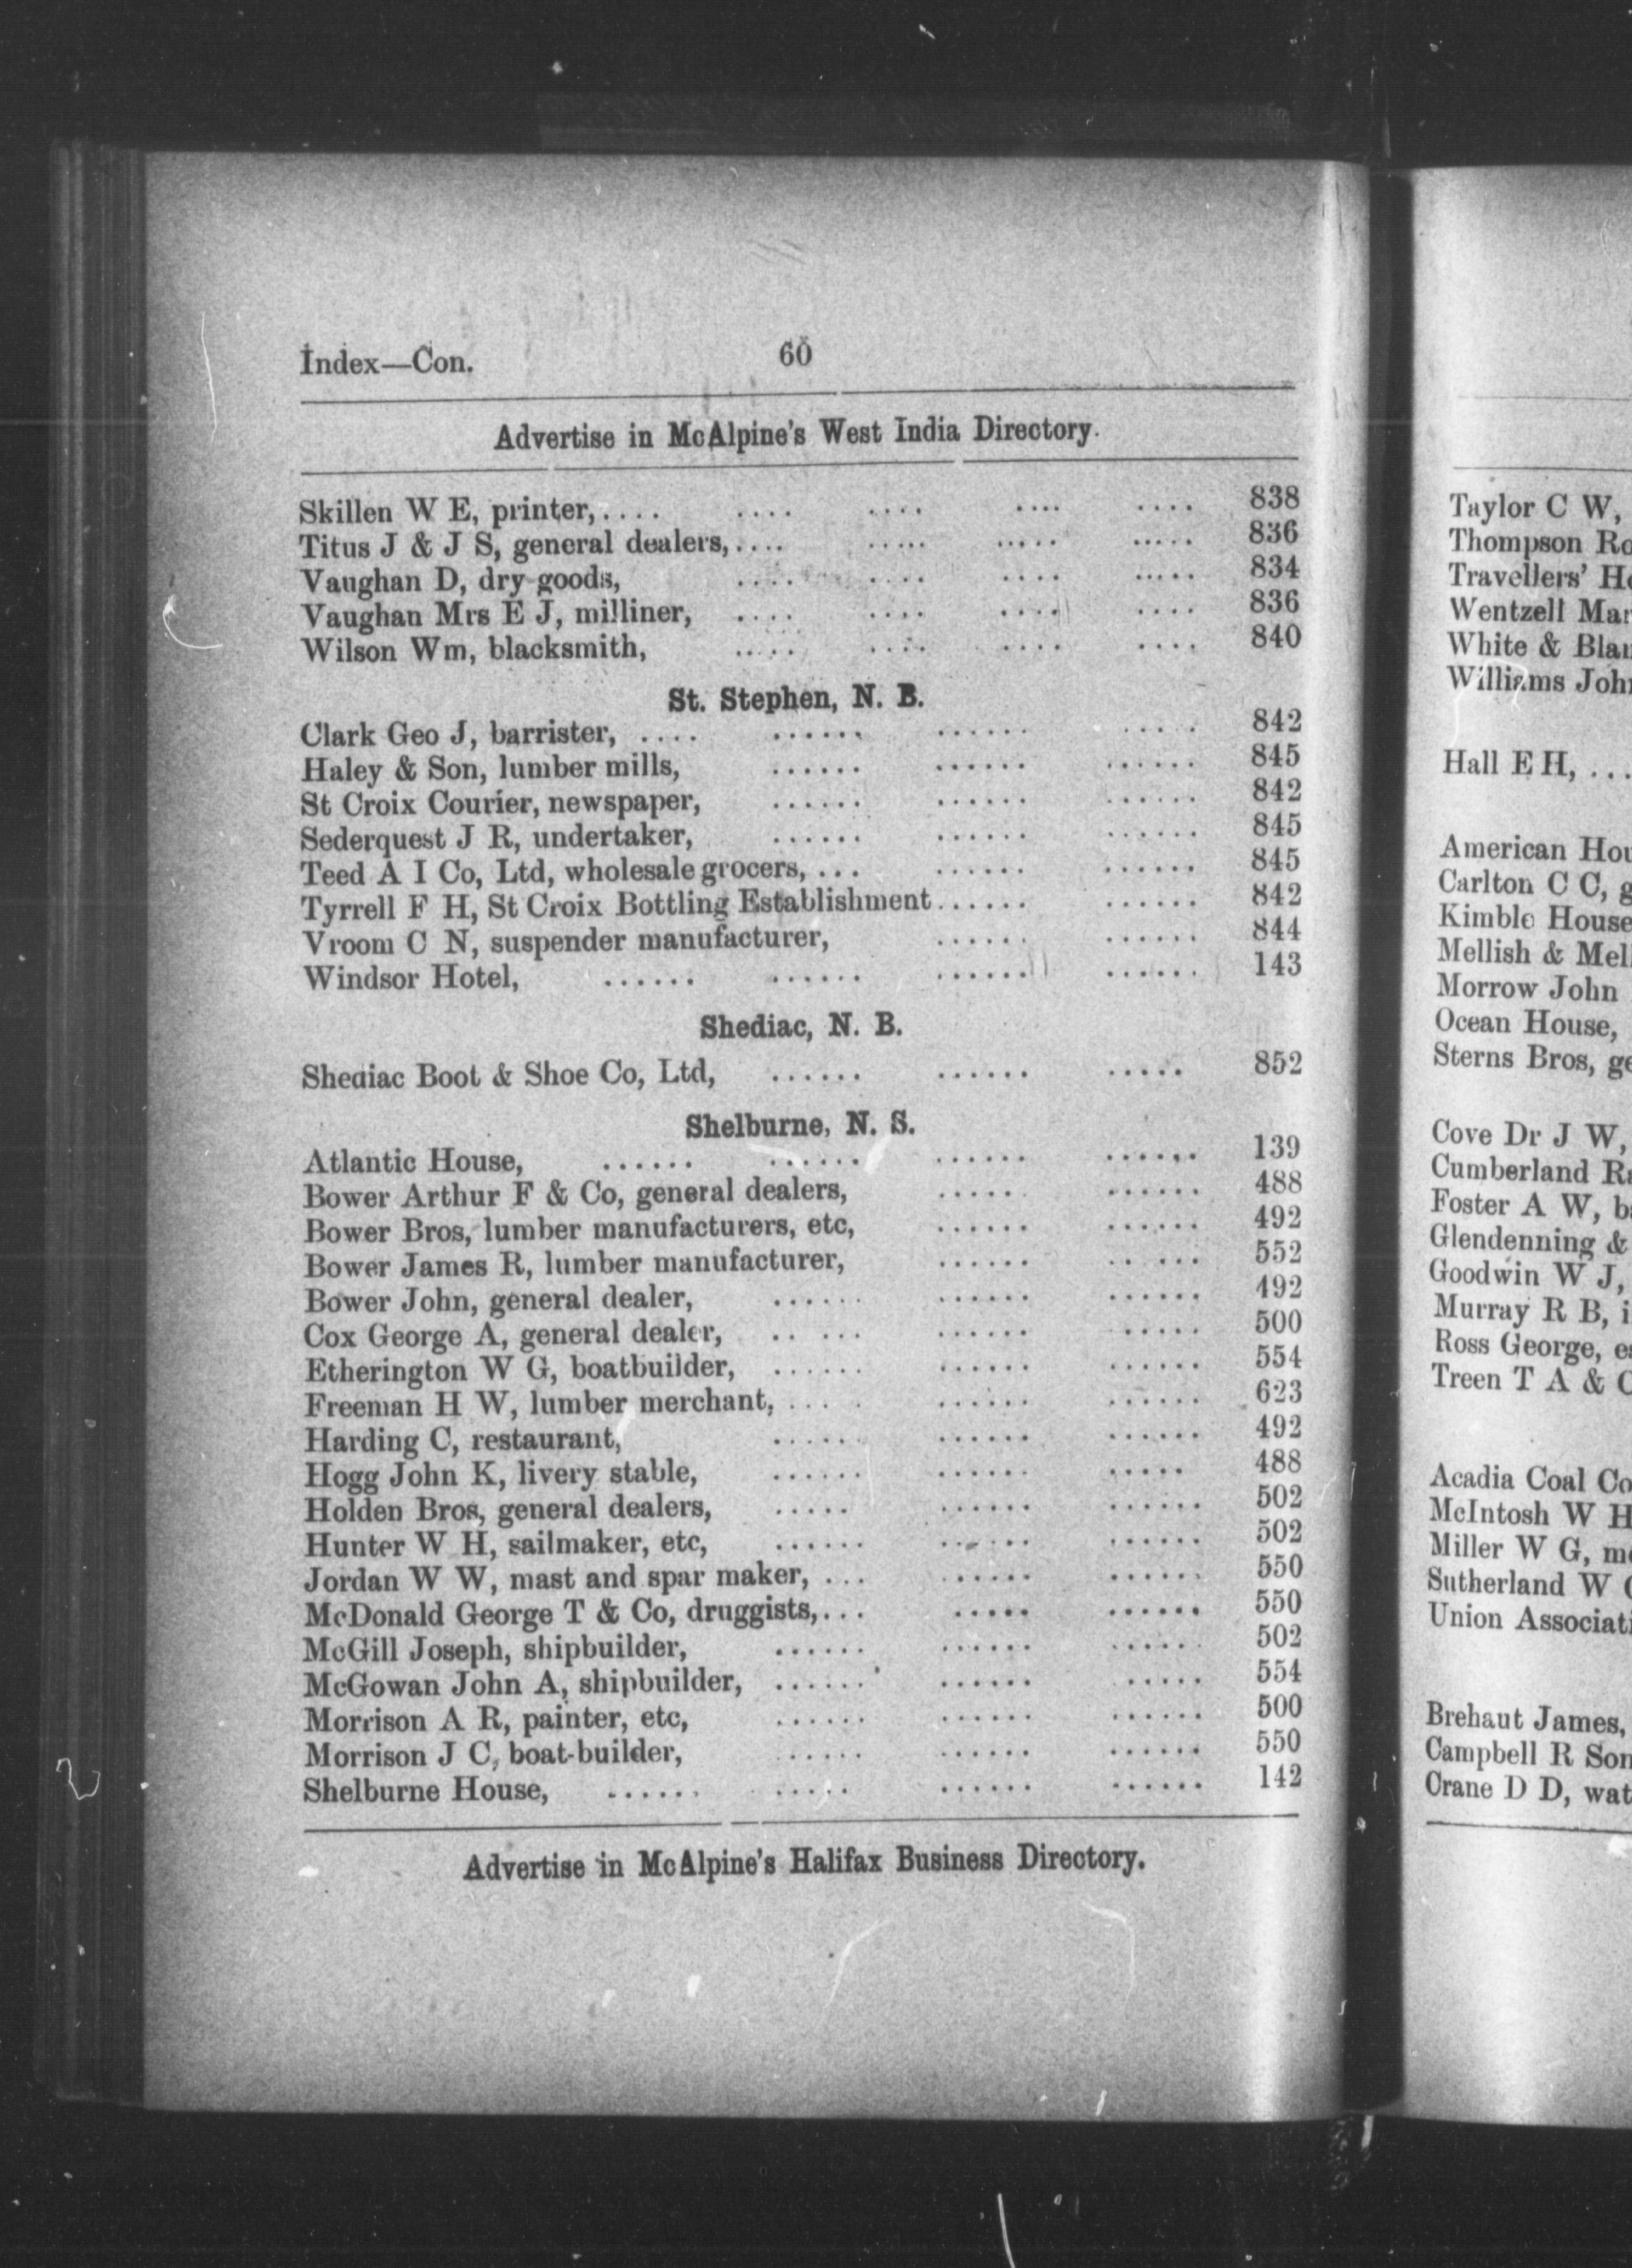 Index—Con.
60
Advertise in McAlpine's West India Directory.
Skillen W E, printer,.... .... .... .... .... 838
Titus J & J S, general dealers,.... ..... ..... ..... 836
Vaughan D, dry goods, .... .... .... ..... 834
Vaughan Mrs E J, milliner, .... .... .... .... 836
Wilson Wm, blacksmith, ..... .... .... .... 840
St. Stephen, N. B.
Clark Geo J, barrister, .... ...... ...... ..... 842
Haley & Son, lumber mills, ...... ...... ...... 845
St Croix Courier, newspaper, ...... ...... ...... 842
Sederquest J R, undertaker, ...... ...... ...... 845
Teed A I Co, Ltd, wholesale grocers, ... ...... ...... 845
Tyrrell F H, St Croix Bottling Establishment...... ...... 842
Vroom C N, suspender manufacturer, ...... ...... 844
Windsor Hotel, ...... ...... ...... ...... 143
Shediac, N. B.
Shediac Boot & Shoe Co, Ltd, ...... ...... ..... 852
Shelburne, N. S.
Atlantic House, ...... ...... ...... ...... 139
Bower Arthur F & Co, general dealers, ..... ...... 488
Bower Bros, lumber manufacturers, etc, ...... ...... 492
Bower James R, lumber manufacturer, ...... ...... 552
Bower John, general dealer, ...... ...... ...... 492
Cox George A, general dealer, .. ... ...... ..... 500
Etherington W G, boatbuilder, ...... ...... ...... 554
Freeman H W, lumber merchant, .... ...... ...... 623
Harding C, restaurant, ...... ...... ...... 492
Hogg John K, livery stable, ...... ...... ..... 488
Holden Bros, general dealers, ..... ...... ...... 502
Hunter W H, sailmaker, etc, ...... ...... ...... 502
Jordan W W, mast and spar maker, ... ...... ...... 550
McDonald George T & Co, druggists,... ..... ...... 550
McGill Joseph, shipbuilder, ...... ...... ...... 502
McGowan John A, shipbuilder, ...... ...... ..... 554
Morrison A R, painter, etc, ...... ...... ...... 500
Morrison J C, boat-builder, ...... ...... ...... 550
Shelburne House, ...... ..... ...... ...... 142
Advertise in McAlpine's Halifax Business Directory.
Taylor C W,
Thompson
Travellers'
Wentzell
White &
Williams
Hall E H, ...
American
Carlton C C,
Kimble House
Mellish &
Morrow John
Ocean House,
Sterns Bros,
Cove Dr J W,
Cumberland
Foster A W,
Glendenning &
Goodwin W J,
Murray R B,
Ross George,
Treen T A &
Acadia Coal
McIntosh W H
Miller W G,
Sutherland W
Union
Brehaut James,
Campbell R
Crane D D,